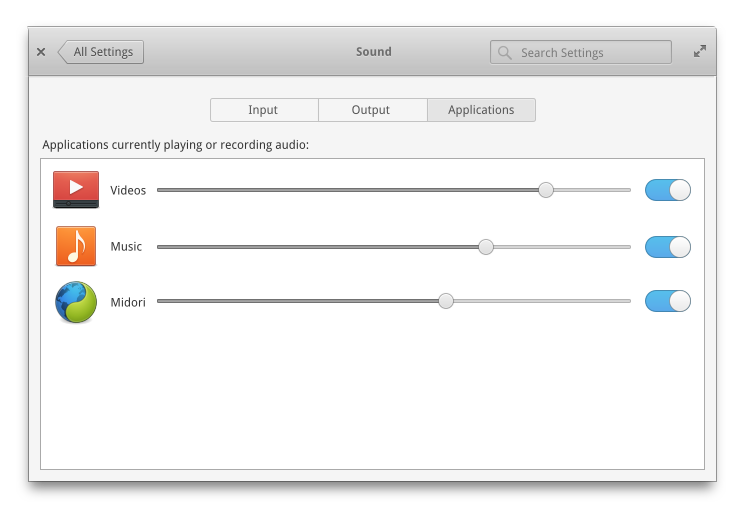 All Settings
Sound
Search Settings
Input
Output
Applications
Applications currently playing or recording audio:
Videos
Music
Midori